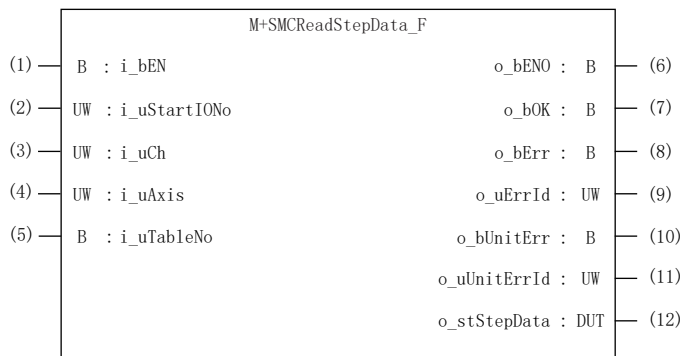 M+SMCReadStepData_F
(1) B : i_bEN o_bENO : B (6)
(2) UW : i_uStartIONo o_bOK : B (7)
(3) UW : i_uCh o_bErr : B (8)
(4) UW : i_uAxis o_uErrId : UW (9)
(5) B : i_uTableNo o_bUnitErr : B (10)
o_uUnitErrId : UW (11)
o_stStepData : DUT (12)